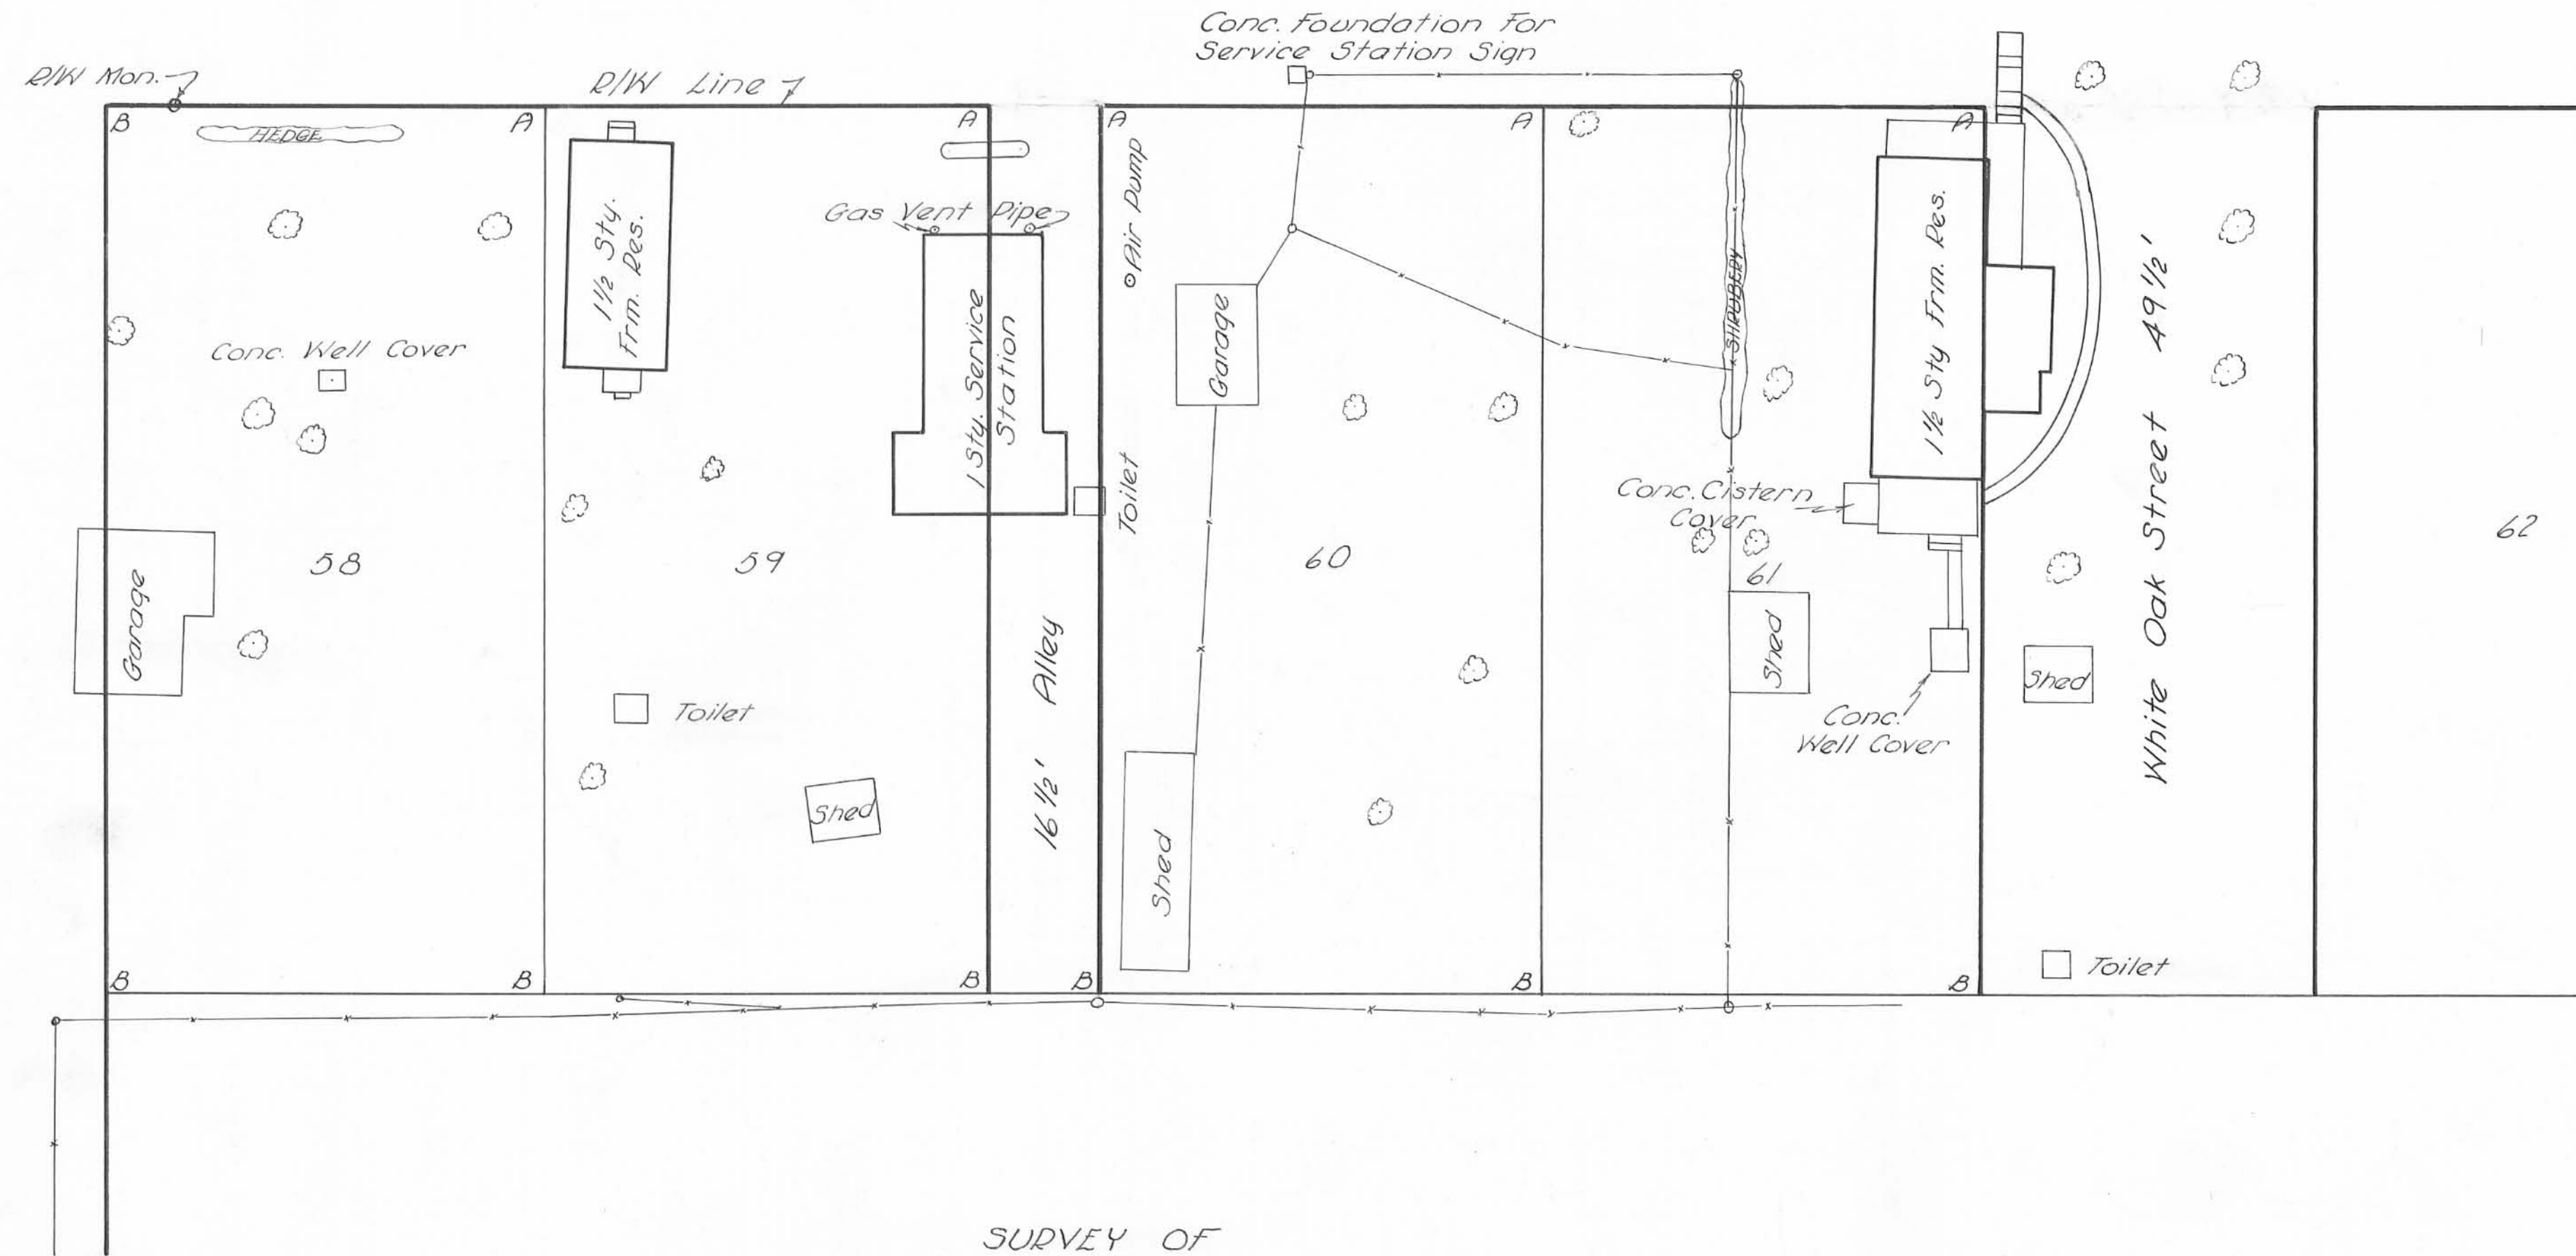 Conc. Foundation For
Service Station Sign
R/W Mon.
R/W Line
B
HEDGE
A
A
A
A
A
Air Pump
Gas Vent Pipe
1½ Sty.
Frm. Res.
1 Sty. Service
Station
Garage
SHRUBERY
1½ Sty Frm. Res.
White Oak Street 49½'
Conc. Well Cover
Toilet
Conc. Cistern
Cover
58
59
60
61
62
Garage
16½' Alley
Shed
Shed
Toilet
Conc.
Well Cover
Shed
Shed
Toilet
B
B
B
B
B
B
SURVEY OF